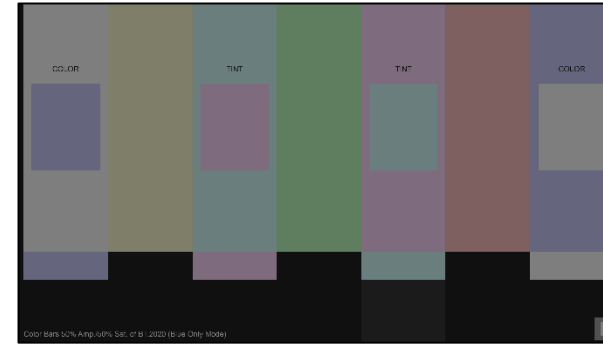 COLOR
TINT
TINT
COLOR
Color Bars 50% Amp./50% Sat. of BT.2020 (Blue Only Mode)